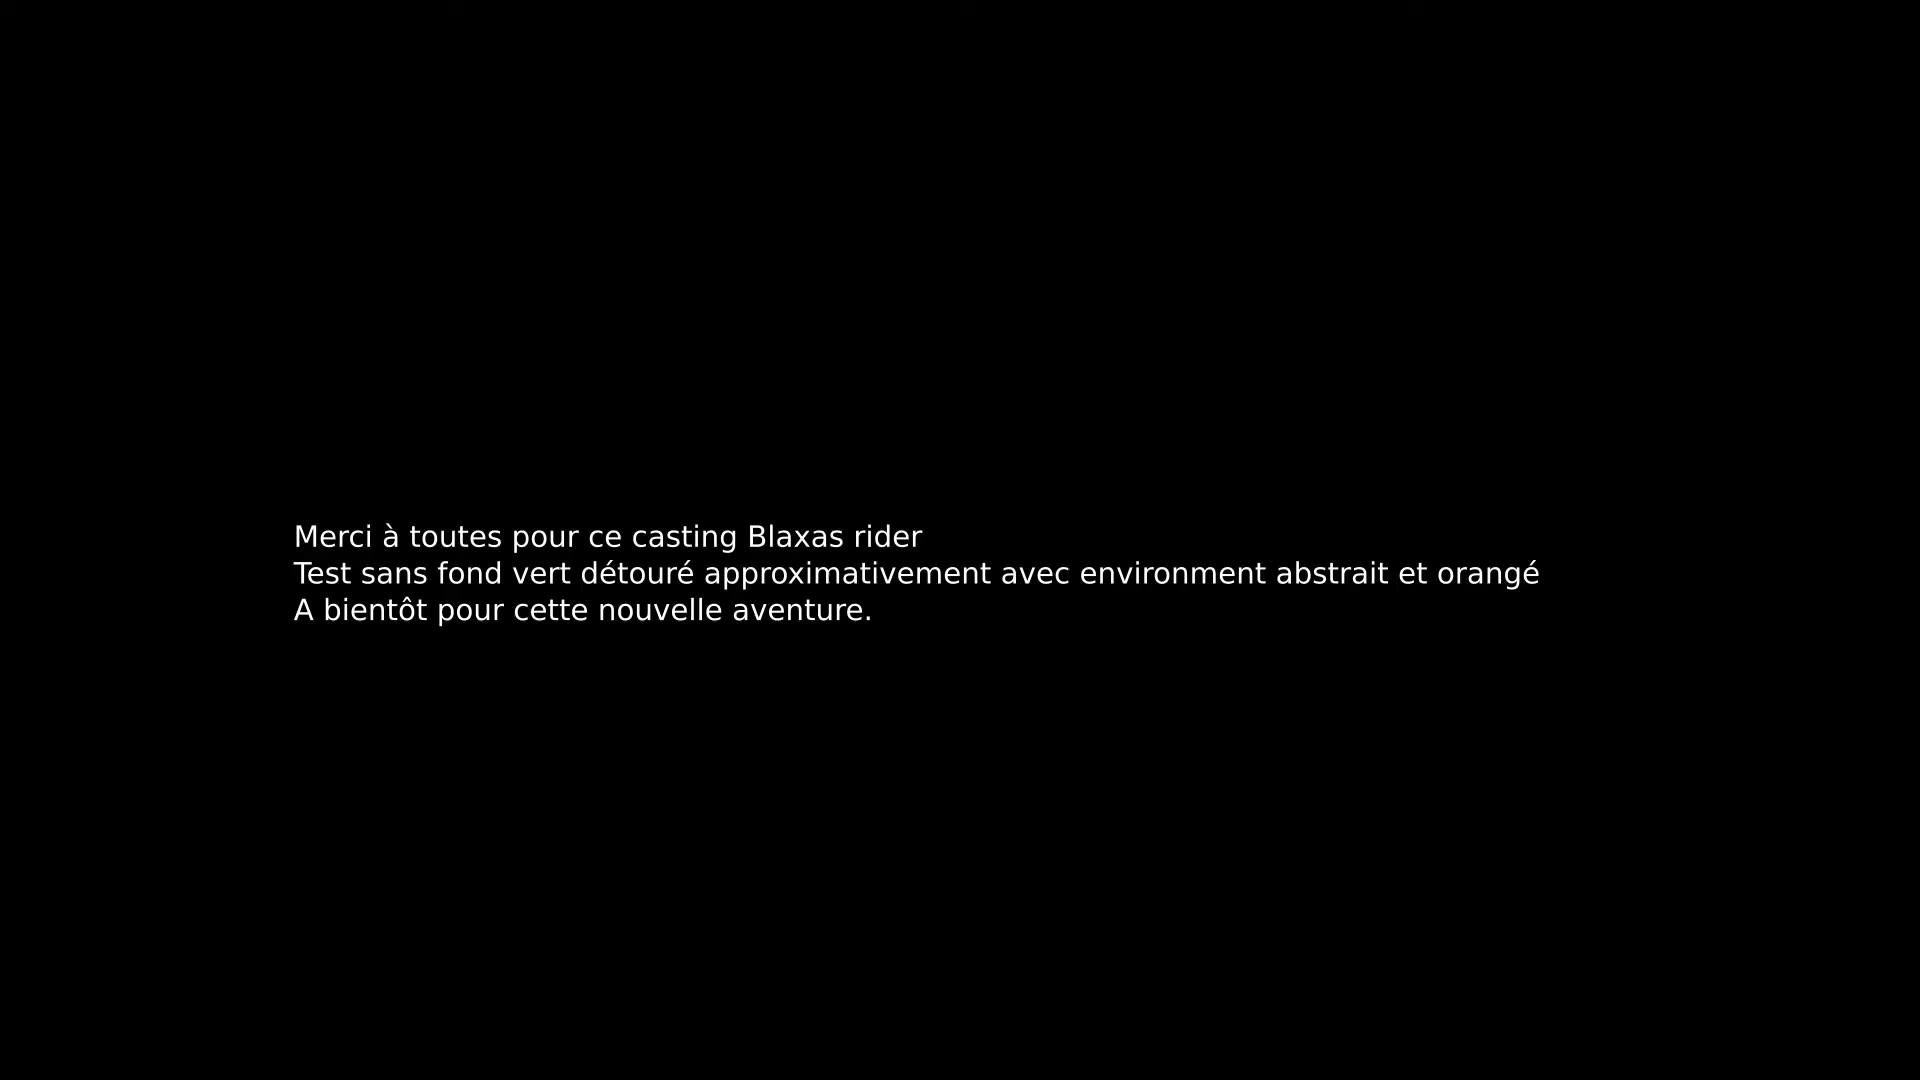 Merci à toutes pour ce casting Blaxas rider
Test sans fond vert détouré approximativement avec environment abstrait et orangé
A bientôt pour cette nouvelle aventure.